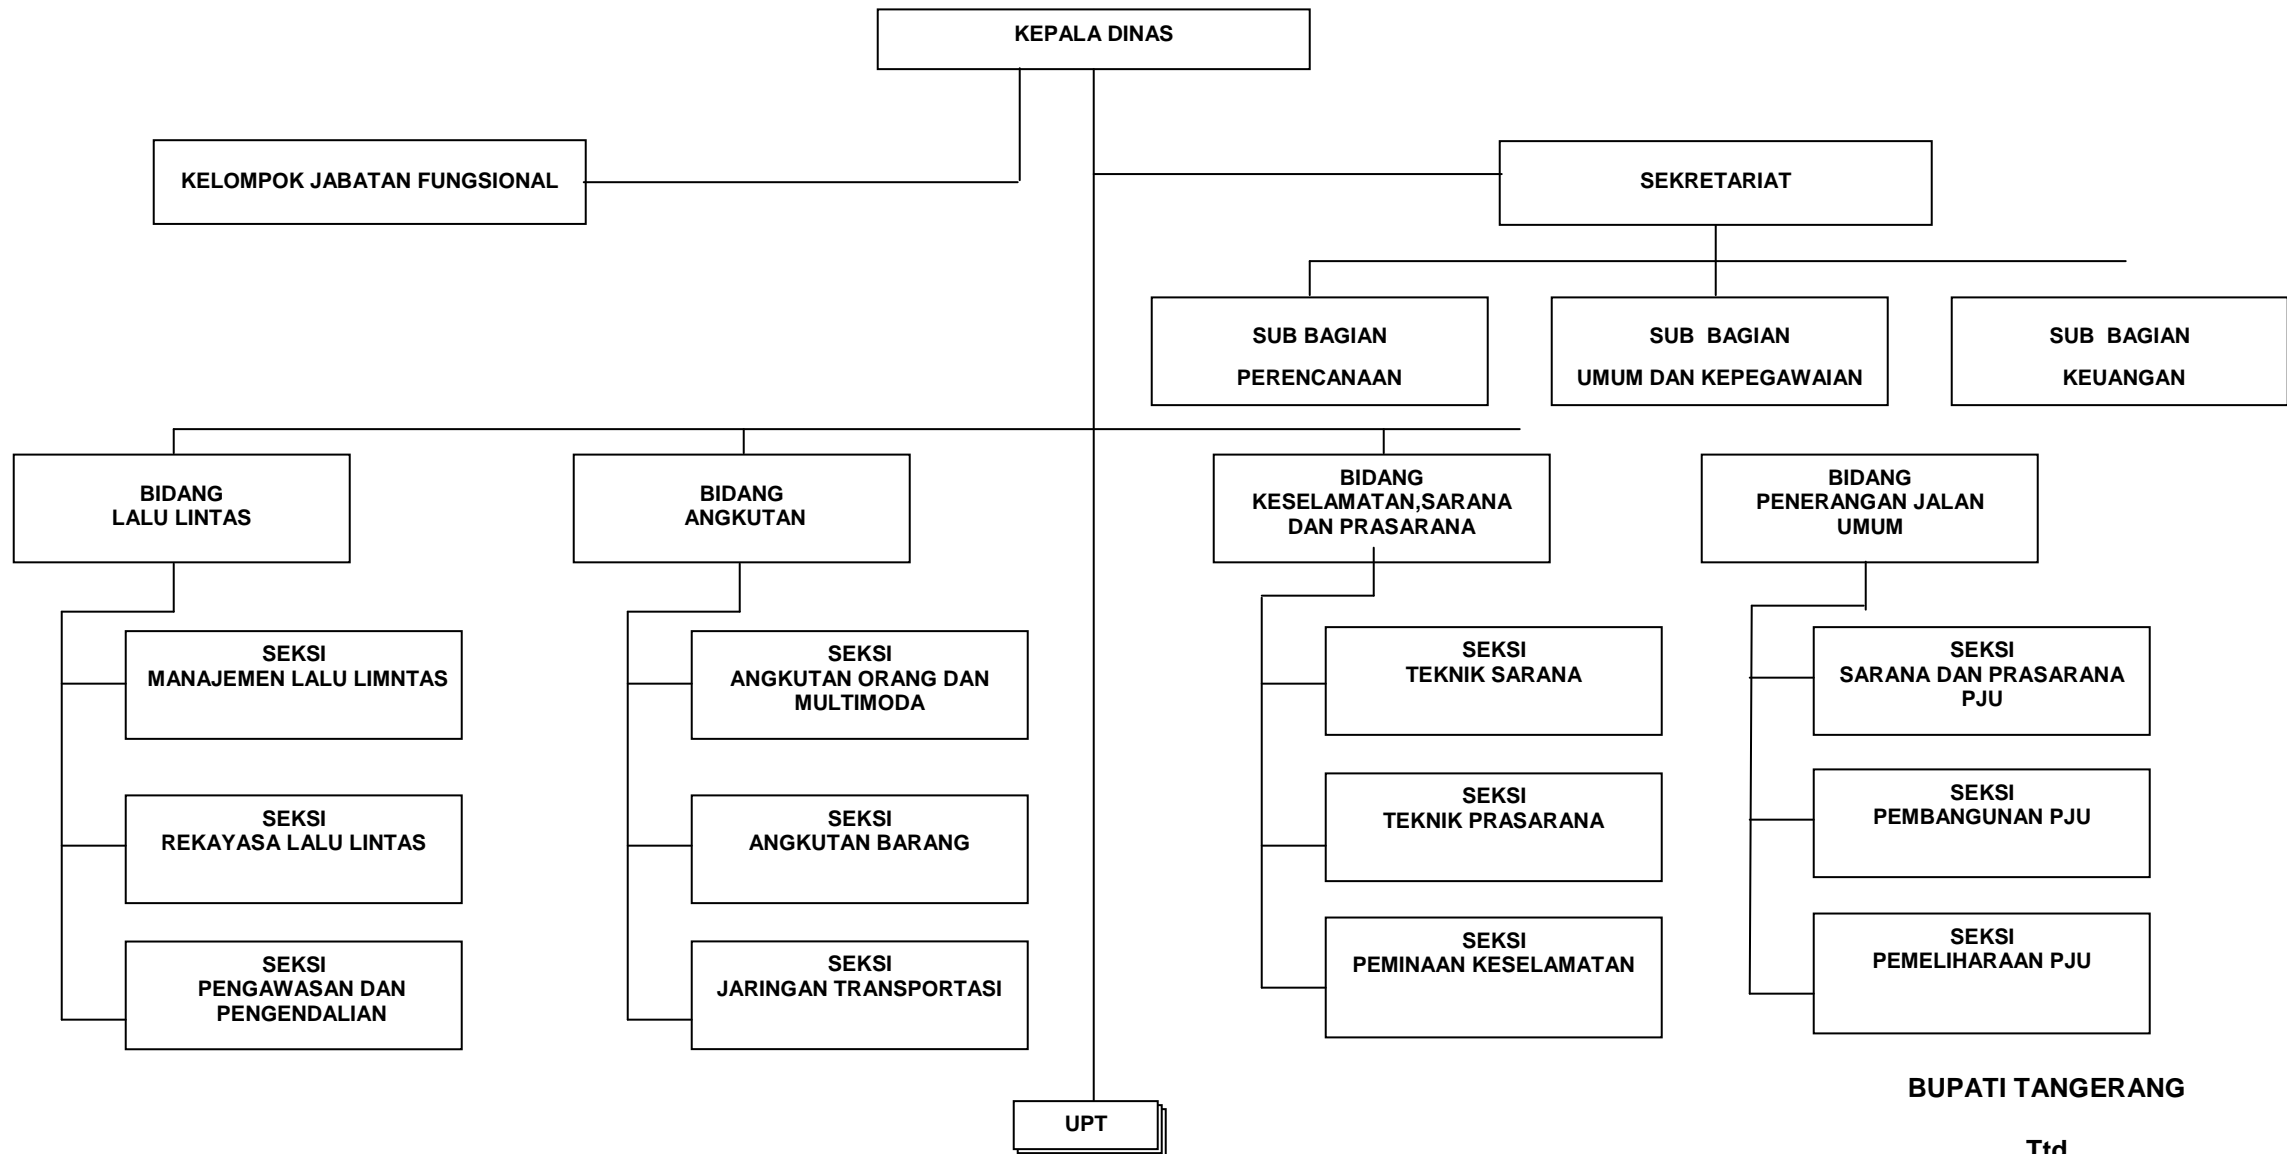 KEPALA DINAS
KELOMPOK JABATAN FUNGSIONAL
SEKRETARIAT
SUB BAGIAN
PERENCANAAN
SUB BAGIAN
UMUM DAN KEPEGAWAIAN
SUB BAGIAN
KEUANGAN
BIDANG
LALU LINTAS
BIDANG
ANGKUTAN
BIDANG
KESELAMATAN,SARANA
DAN PRASARANA
BIDANG
PENERANGAN JALAN
UMUM
SEKSI
MANAJEMEN LALU LIMNTAS
SEKSI
ANGKUTAN ORANG DAN
MULTIMODA
SEKSI
TEKNIK SARANA
SEKSI
SARANA DAN PRASARANA
PJU
SEKSI
REKAYASA LALU LINTAS
SEKSI
ANGKUTAN BARANG
SEKSI
TEKNIK PRASARANA
SEKSI
PEMBANGUNAN PJU
SEKSI
PENGAWASAN DAN
PENGENDALIAN
SEKSI
JARINGAN TRANSPORTASI
SEKSI
PEMINAAN KESELAMATAN
SEKSI
PEMELIHARAAN PJU
UPT
BUPATI TANGERANG
Ttd